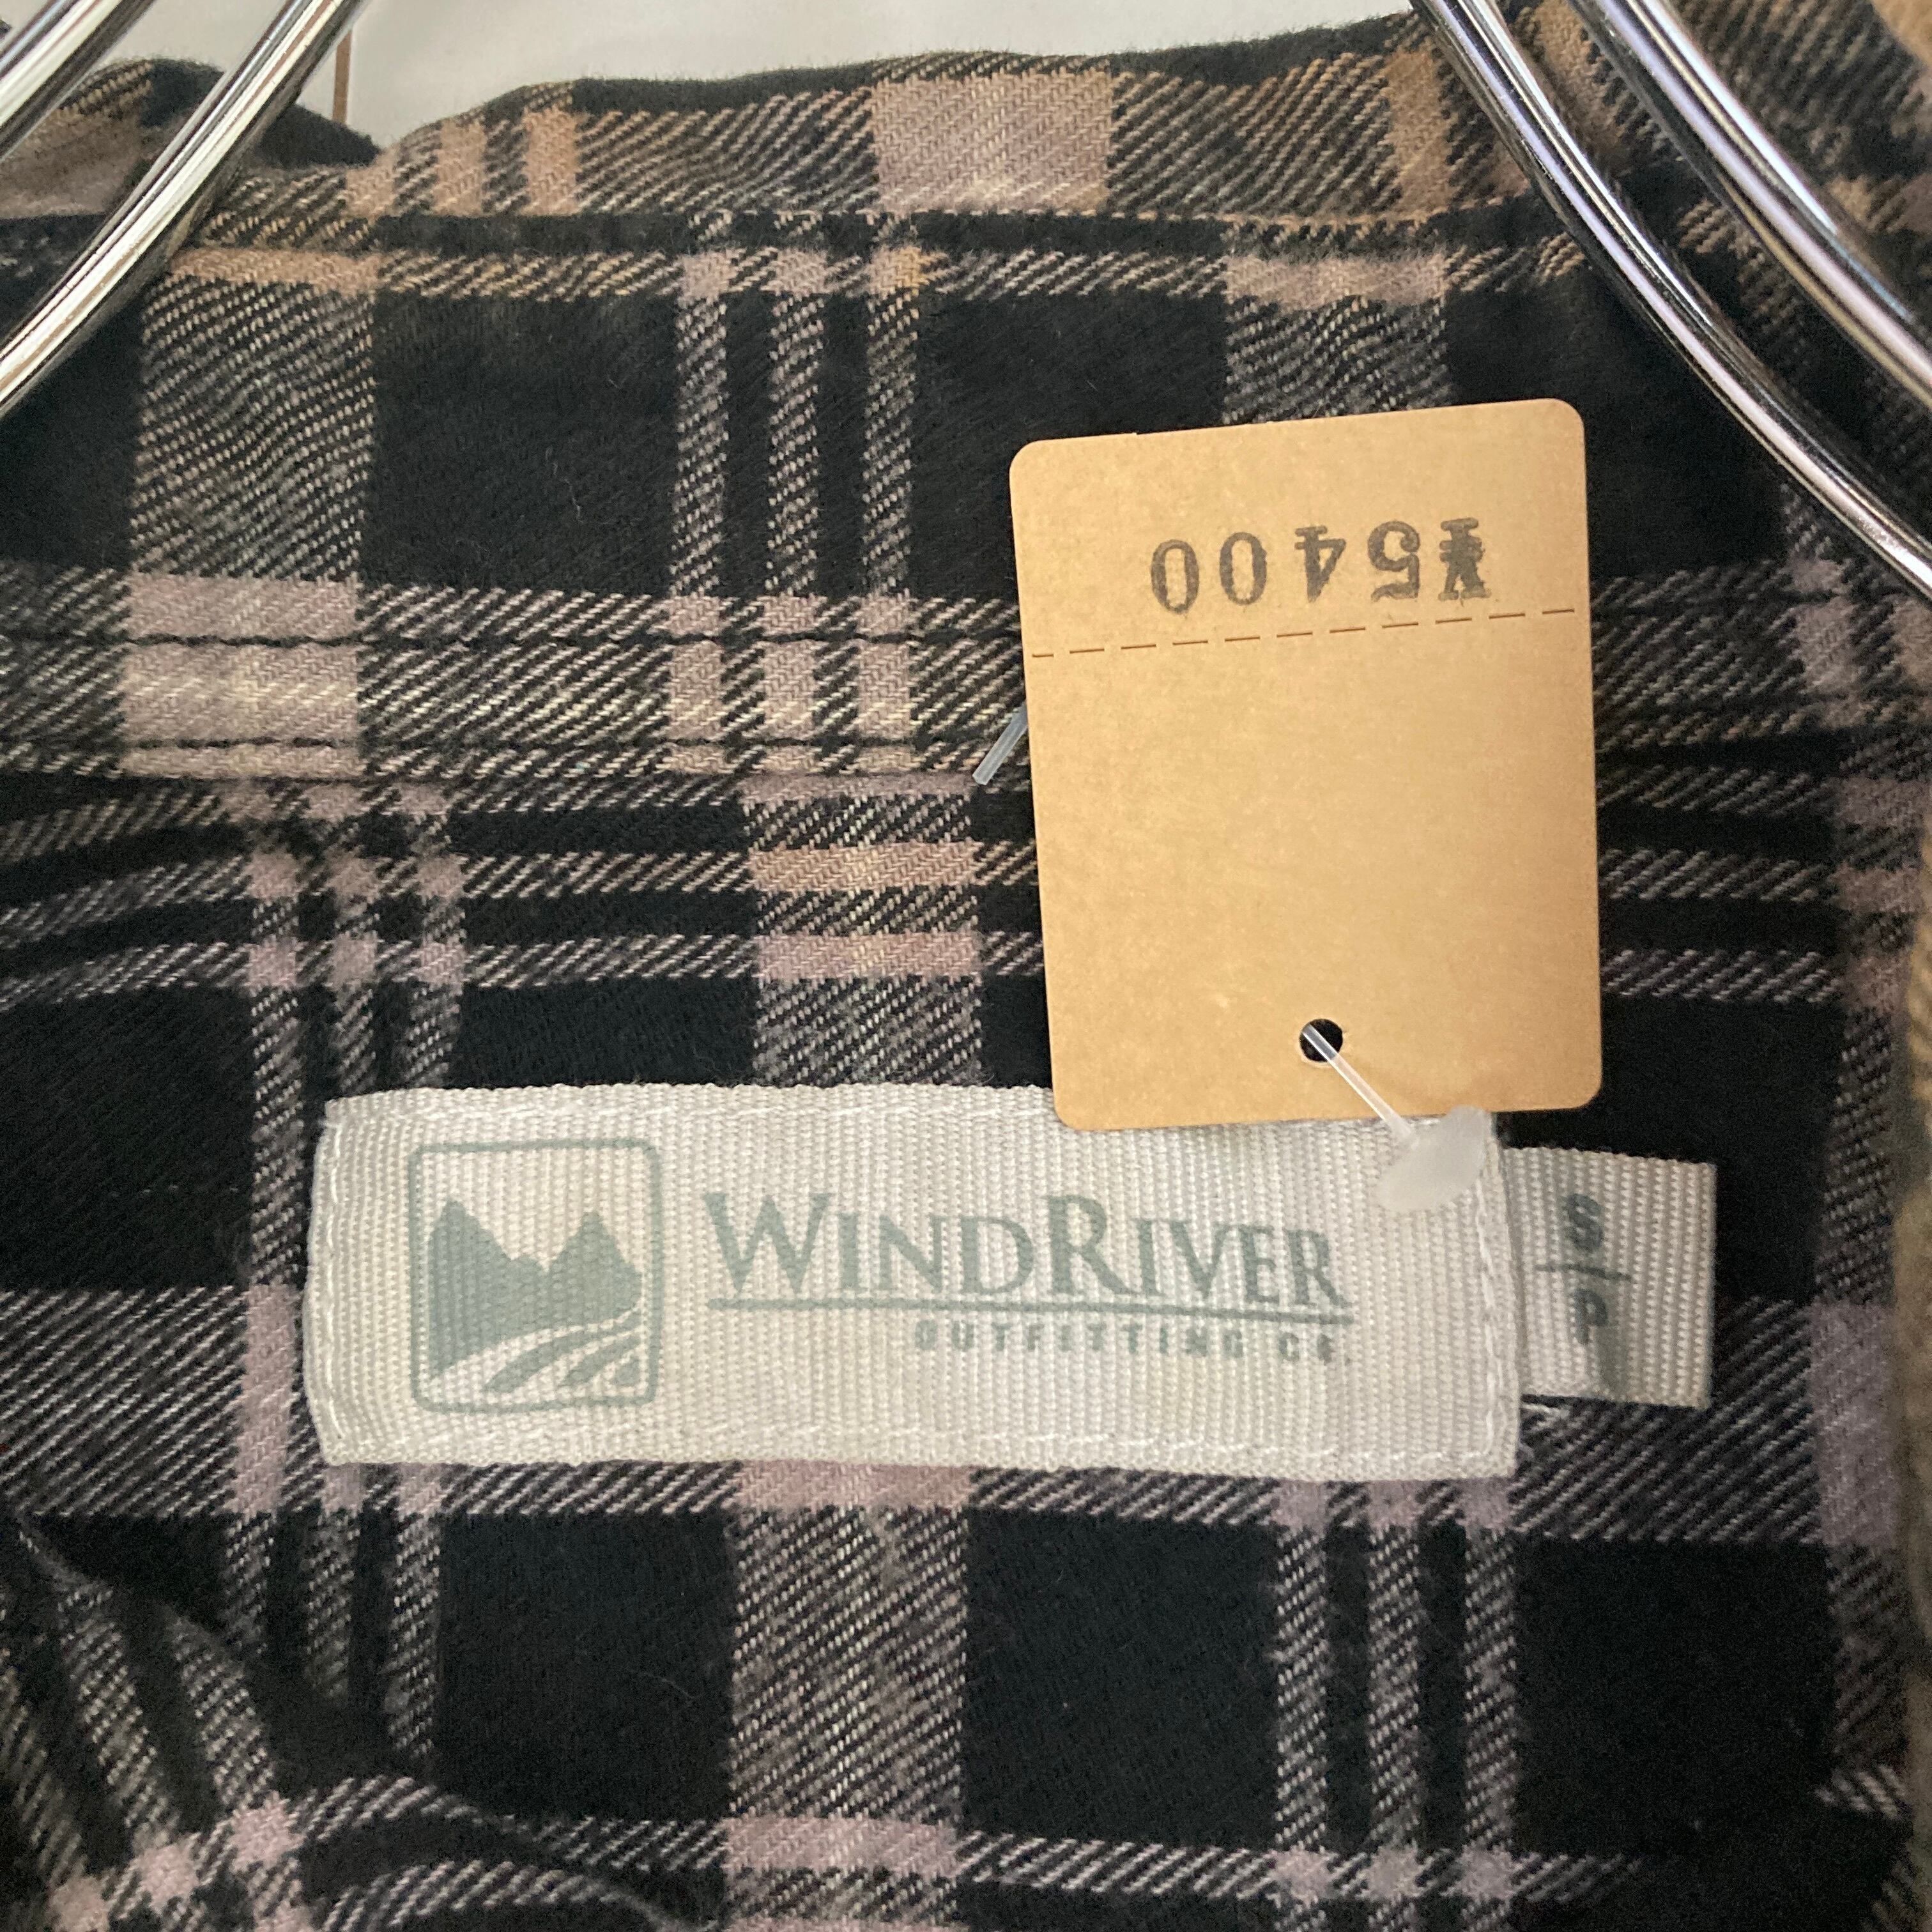 ¥5400
WINDRIVER
OUTFITTING CO.
S
P